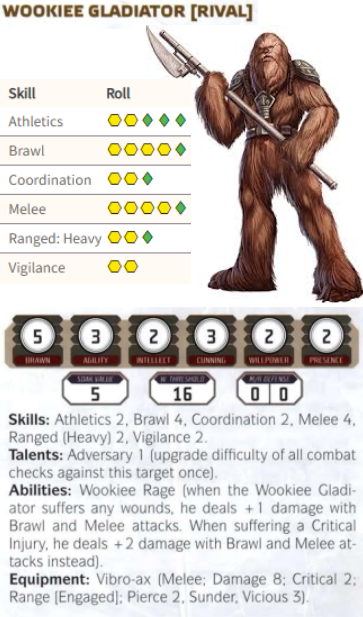 WOOKIEE GLADIATOR [RIVAL]
Skill Roll
Athletics
Brawl
Coordination
Melee
Ranged: Heavy
Vigilance
5 3 2 3 2 2
BRAWN AGILITY INTELLECT CUNNING WILLPOWER PRESENCE
SOAK VALUE W. THRESHOLD M/R DEFENSE
5 16 0 0
Skills: Athletics 2, Brawl 4, Coordination 2, Melee 4,
Ranged (Heavy) 2, Vigilance 2.
Talents: Adversary 1 (upgrade difficulty of all combat
checks against this target once).
Abilities: Wookiee Rage (when the Wookiee Gladi-
ator suffers any wounds, he deals +1 damage with
Brawl and Melee attacks. When suffering a Critical
Injury, he deals +2 damage with Brawl and Melee at-
tacks instead).
Equipment: Vibro-ax (Melee; Damage 8; Critical 2;
Range [Engaged]; Pierce 2, Sunder, Vicious 3).